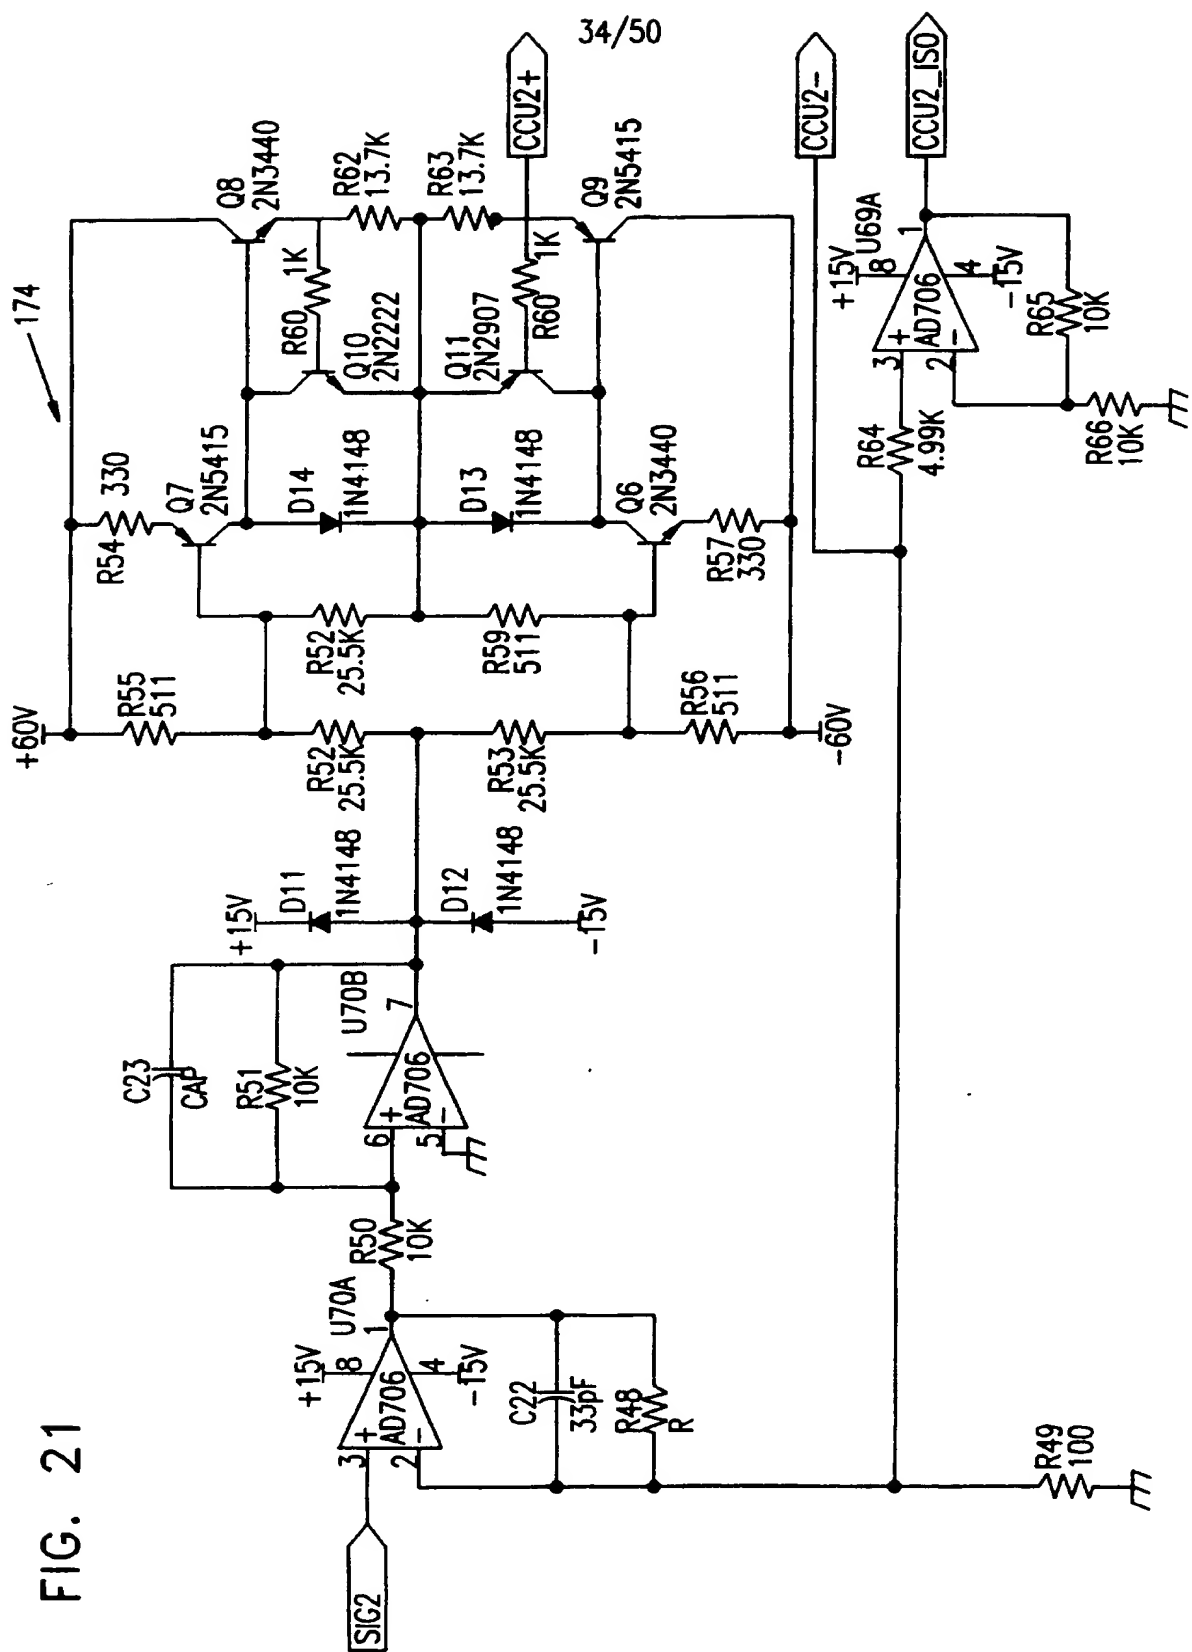 34/50
FIG. 21
174
SIG2
3
+
2
-
AD706
+15V
8
4
-15V
U70A
1
C22
33pF
R48
R
R49
100
R50
10K
C23
CAP
R51
10K
6
+
5
-
AD706
U70B
7
+15V
D11
1N4148
D12
1N4148
-15V
+60V
R55
511
R52
25.5K
R53
25.5K
R56
511
-60V
R52
25.5K
R59
511
R54
330
Q7
2N5415
D14
1N4148
D13
1N4148
Q6
2N3440
R57
330
R60
1K
Q10
2N2222
Q11
2N2907
R60
1K
Q8
2N3440
R62
13.7K
R63
13.7K
Q9
2N5415
CCU2+
CCU2-
R64
4.99K
3
+
2
-
AD706
+15V
8
4
-15V
U69A
1
R65
10K
R66
10K
CCU2_ISO